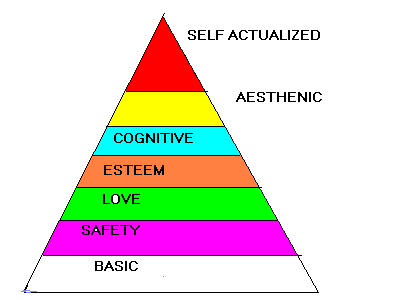 SELF ACTUALIZED
AESTHENIC
COGNITIVE
ESTEEM
LOVE
SAFETY
BASIC